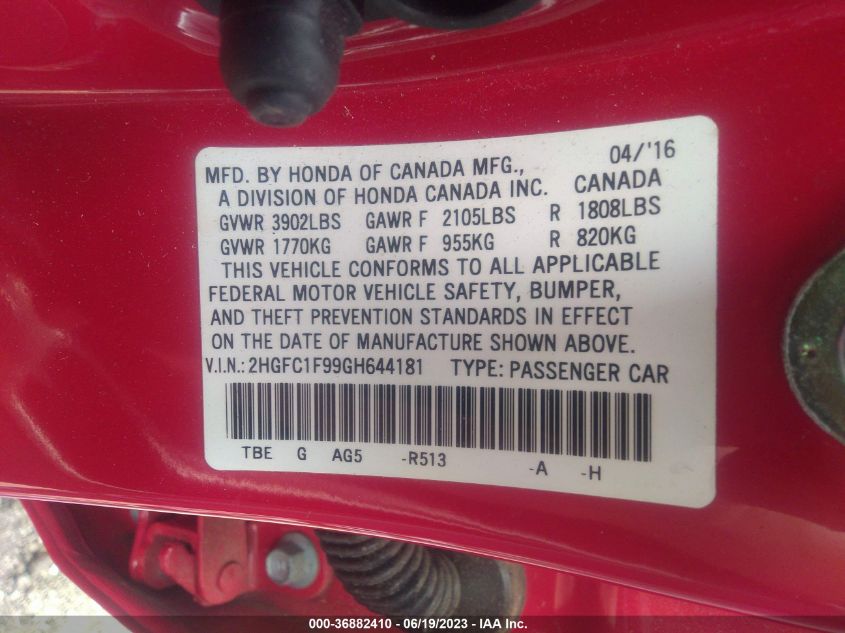 MFD. BY HONDA OF CANADA MFG., 04/'16
A DIVISION OF HONDA CANADA INC. CANADA
GVWR 3902LBS GAWR F 2105LBS R 1808LBS
GVWR 1770KG GAWR F 955KG R 820KG
THIS VEHICLE CONFORMS TO ALL APPLICABLE
FEDERAL MOTOR VEHICLE SAFETY, BUMPER,
AND THEFT PREVENTION STANDARDS IN EFFECT
ON THE DATE OF MANUFACTURE SHOWN ABOVE.
V.I.N.: 2HGFC1F99GH644181 TYPE: PASSENGER CAR
TBE G AG5 -R513 -A -H
000-36882410 - 06/19/2023 - IAA Inc.